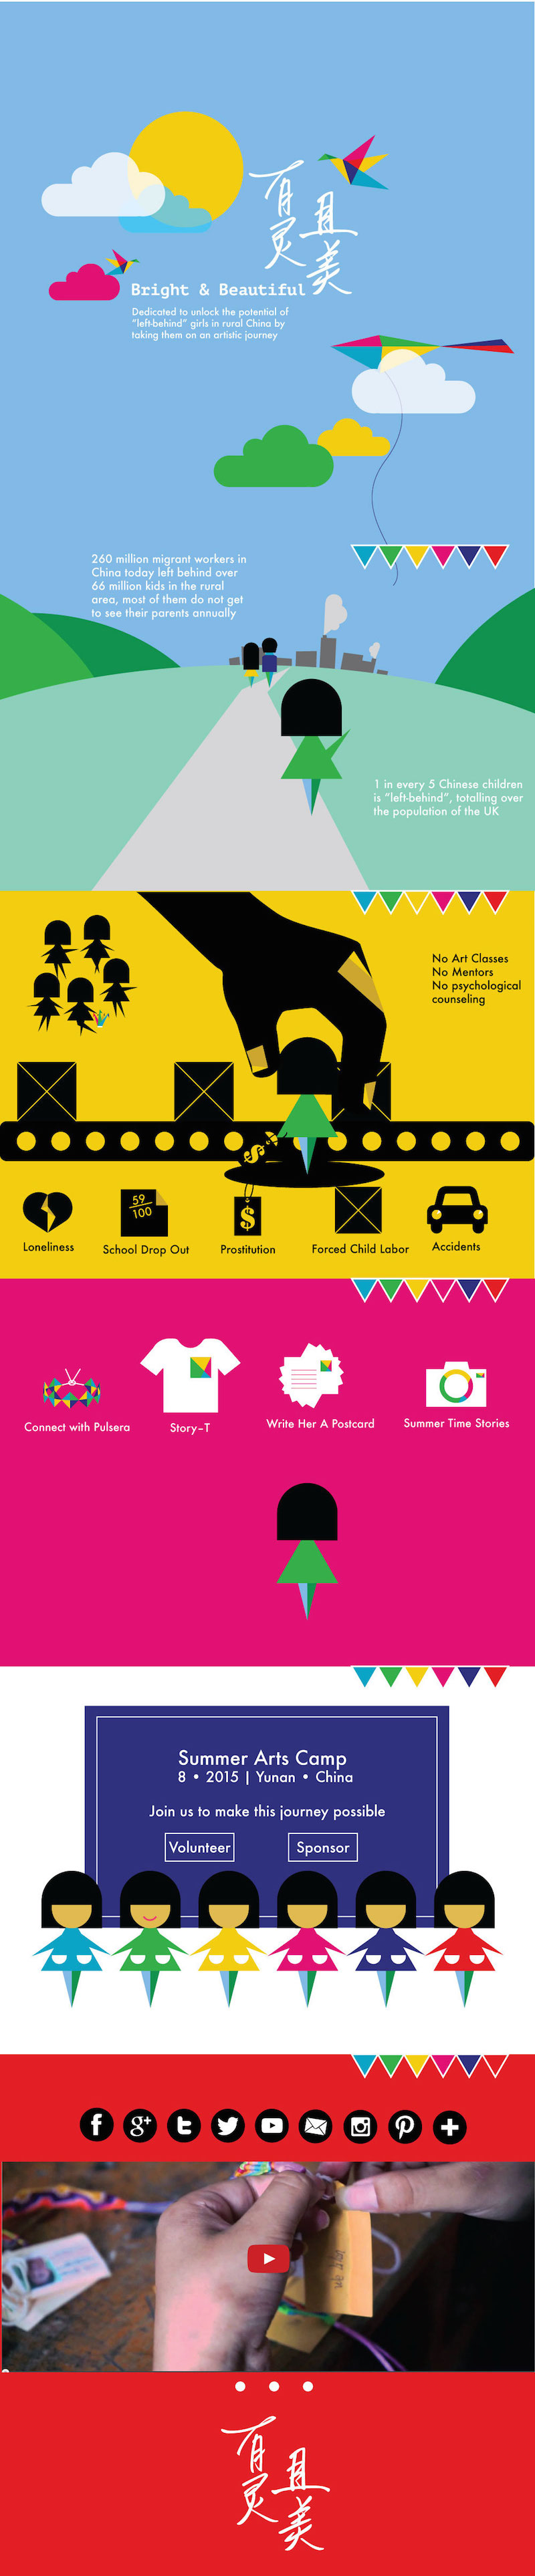 有灵且美
Bright & Beautiful
Dedicated to unlock the potential of
"left-behind" girls in rural China by
taking them on an artistic journey
260 million migrant workers in
China today left behind over
66 million kids in the rural
area, most of them do not get
to see their parents annually
1 in every 5 Chinese children
is "left-behind", totalling over
the population of the UK
No Art Classes
No Mentors
No psychological
counseling
59
100
$
Loneliness
School Drop Out
Prostitution
Forced Child Labor
Accidents
Connect with Pulsera
Story-T
Write Her A Postcard
Summer Time Stories
Summer Arts Camp
8 • 2015 | Yunan • China
Join us to make this journey possible
Volunteer
Sponsor
有灵且美